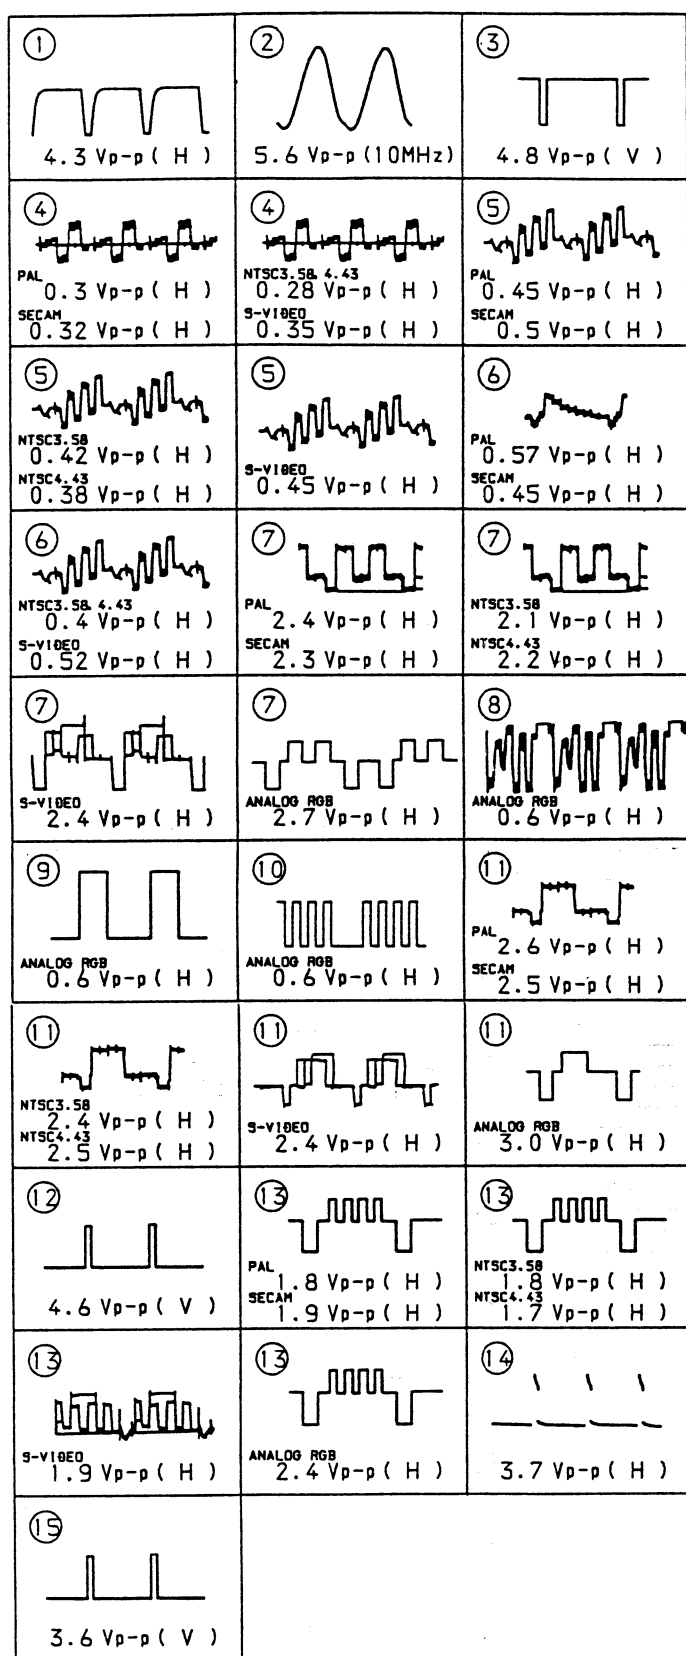 ①
4.3 Vp-p ( H )
②
5.6 Vp-p (10MHz)
③
4.8 Vp-p ( V )
④
PAL
0.3 Vp-p ( H )
SECAM
0.32 Vp-p ( H )
④
NTSC3.58. 4.43
0.28 Vp-p ( H )
S-VIDEO
0.35 Vp-p ( H )
⑤
PAL
0.45 Vp-p ( H )
SECAM
0.5 Vp-p ( H )
⑤
NTSC3.58
0.42 Vp-p ( H )
NTSC4.43
0.38 Vp-p ( H )
⑤
S-VIDEO
0.45 Vp-p ( H )
⑥
PAL
0.57 Vp-p ( H )
SECAM
0.45 Vp-p ( H )
⑥
NTSC3.58. 4.43
0.4 Vp-p ( H )
S-VIDEO
0.52 Vp-p ( H )
⑦
PAL
2.4 Vp-p ( H )
SECAM
2.3 Vp-p ( H )
⑦
NTSC3.58
2.1 Vp-p ( H )
NTSC4.43
2.2 Vp-p ( H )
⑦
S-VIDEO
2.4 Vp-p ( H )
⑦
ANALOG RGB
2.7 Vp-p ( H )
⑧
ANALOG RGB
0.6 Vp-p ( H )
⑨
ANALOG RGB
0.6 Vp-p ( H )
⑩
ANALOG RGB
0.6 Vp-p ( H )
⑪
PAL
2.6 Vp-p ( H )
SECAM
2.5 Vp-p ( H )
⑪
NTSC3.58
2.4 Vp-p ( H )
NTSC4.43
2.5 Vp-p ( H )
⑪
S-VIDEO
2.4 Vp-p ( H )
⑪
ANALOG RGB
3.0 Vp-p ( H )
⑫
4.6 Vp-p ( V )
⑬
PAL
1.8 Vp-p ( H )
SECAM
1.9 Vp-p ( H )
⑬
NTSC3.58
1.8 Vp-p ( H )
NTSC4.43
1.7 Vp-p ( H )
⑬
S-VIDEO
1.9 Vp-p ( H )
⑬
ANALOG RGB
2.4 Vp-p ( H )
⑭
3.7 Vp-p ( H )
⑮
3.6 Vp-p ( V )